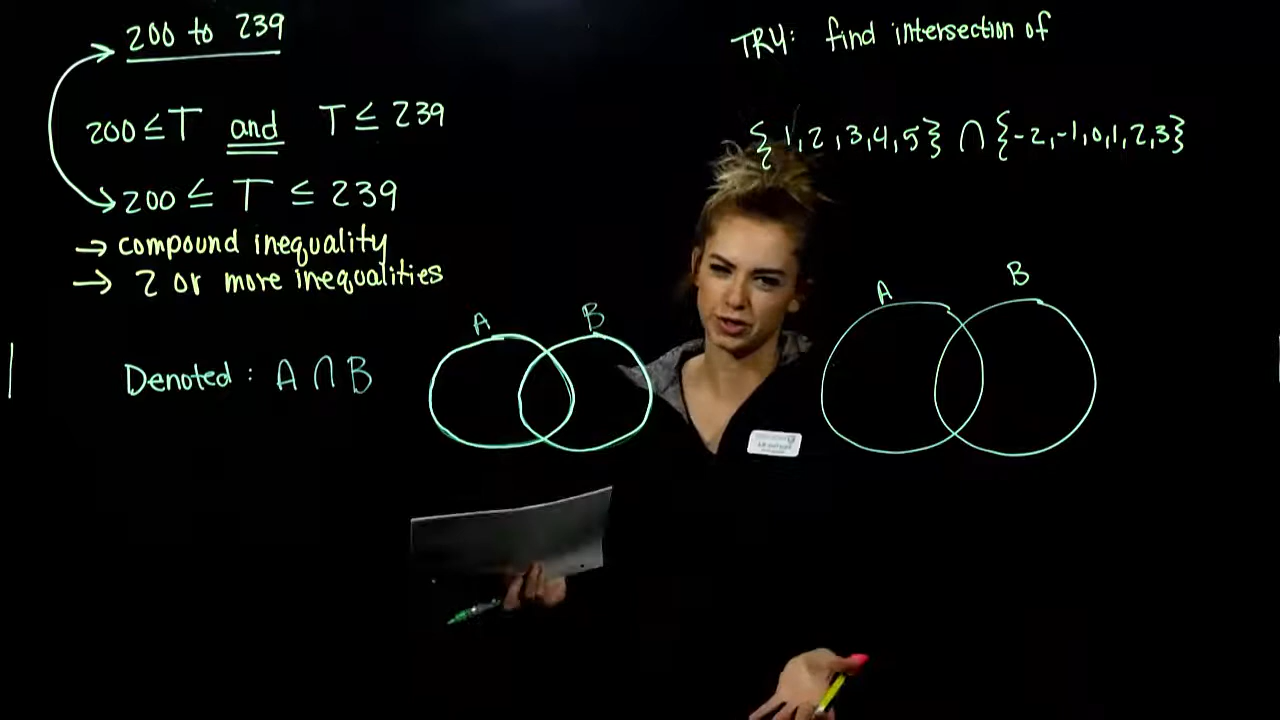 200 to 239
200 ≤ T and T ≤ 239
200 ≤ T ≤ 239
→ compound inequality
→ 2 or more inequalities
Denoted: A ∩ B
A B
TRY: find intersection of
{1,2,3,4,5} ∩ {-2,-1,0,1,2,3}
A B